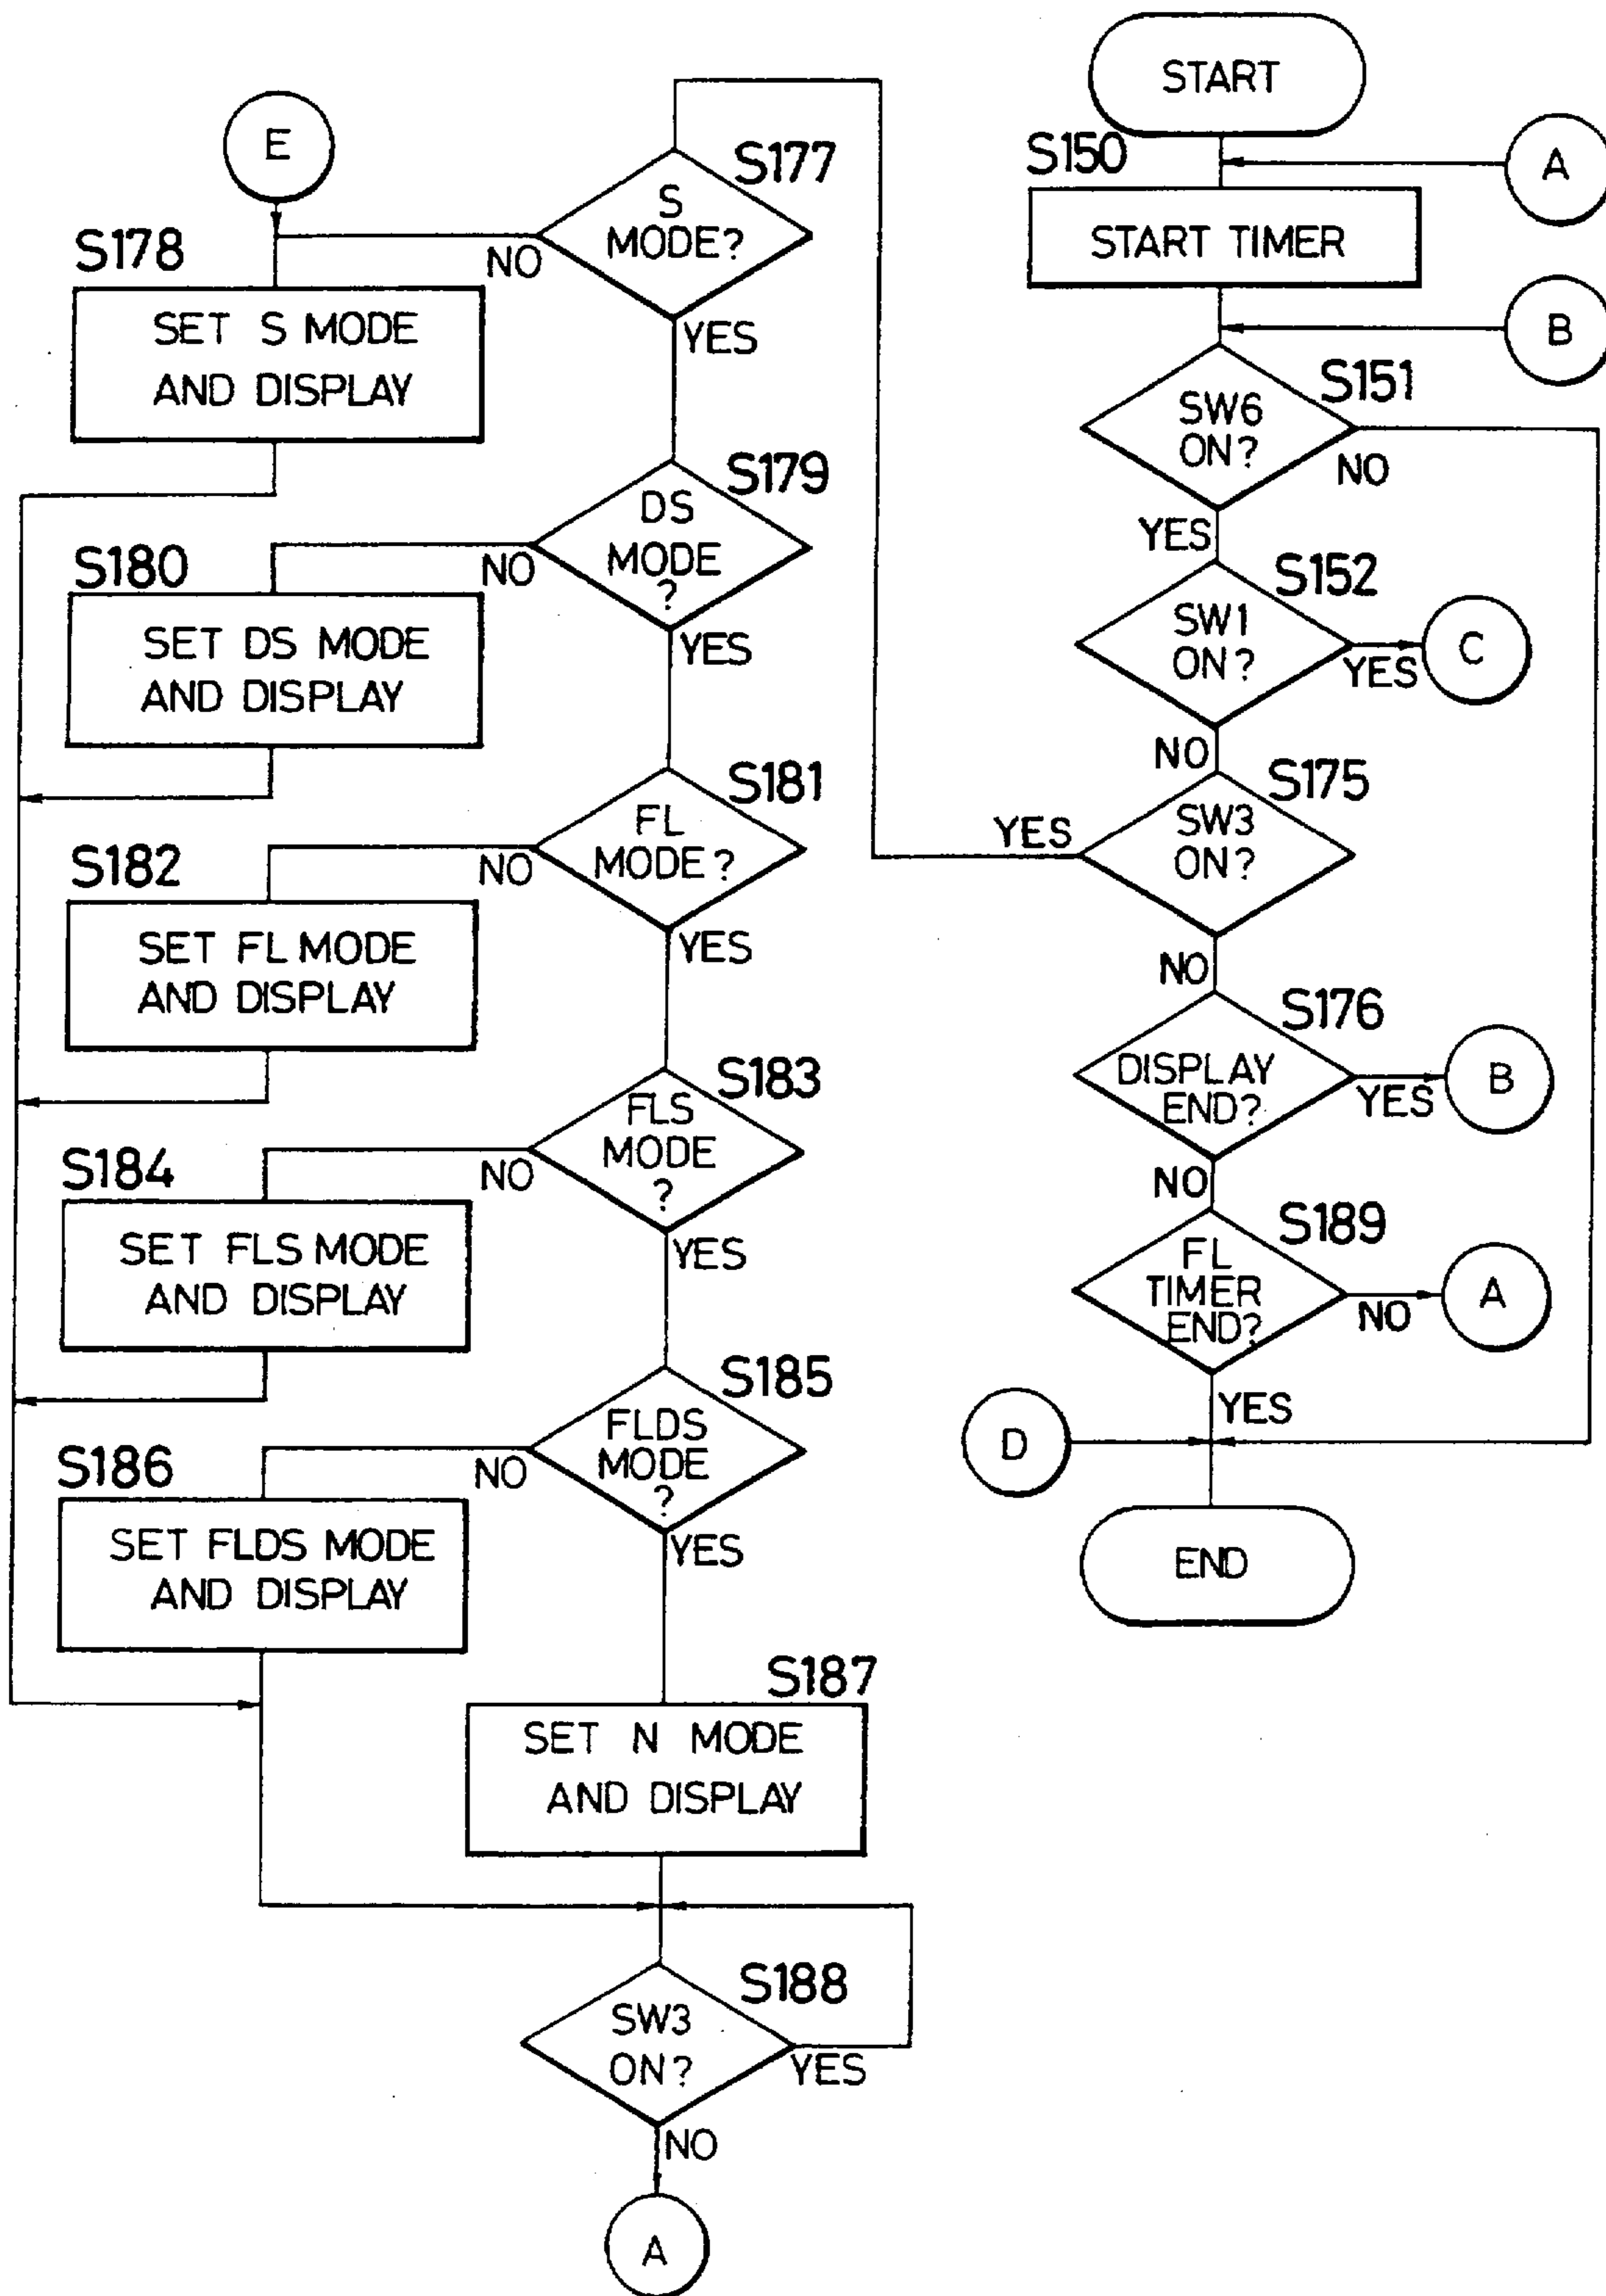 E
S177
S
MODE?
NO
YES
S178
SET S MODE
AND DISPLAY
S179
DS
MODE
?
NO
YES
S180
SET DS MODE
AND DISPLAY
S181
FL
MODE?
NO
YES
S182
SET FL MODE
AND DISPLAY
S183
FLS
MODE
?
NO
YES
S184
SET FLS MODE
AND DISPLAY
S185
FLDS
MODE
?
NO
YES
S186
SET FLDS MODE
AND DISPLAY
S187
SET N MODE
AND DISPLAY
S188
SW3
ON?
YES
NO
A
START
S150
A
START TIMER
B
S151
SW6
ON?
NO
YES
S152
SW1
ON?
YES
C
NO
S175
SW3
ON?
YES
NO
S176
DISPLAY
END?
YES
B
NO
S189
FL
TIMER
END?
NO
A
YES
D
END